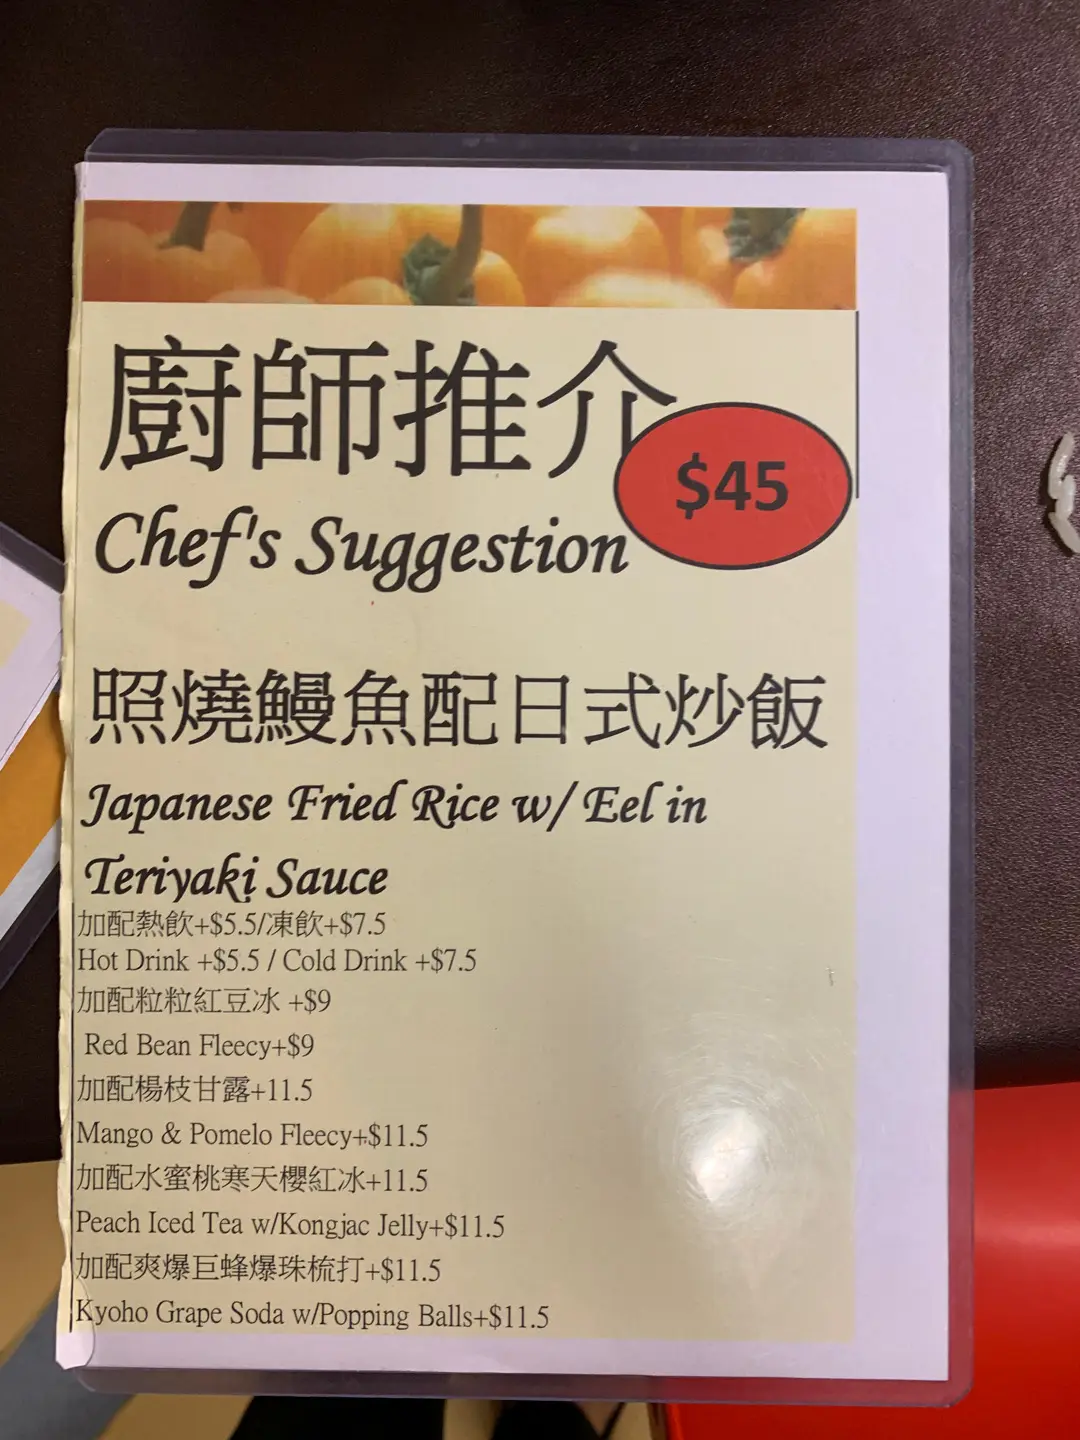 廚師推介
$45
Chef's Suggestion
照燒鰻魚配日式炒飯
Japanese Fried Rice w/ Eel in
Teriyaki Sauce
加配熱飲+$5.5/凍飲+$7.5
Hot Drink +$5.5 / Cold Drink +$7.5
加配粒粒紅豆冰 +$9
Red Bean Fleecy+$9
加配楊枝甘露+11.5
Mango & Pomelo Fleecy+$11.5
加配水蜜桃寒天櫻紅冰+11.5
Peach Iced Tea w/Kongjac Jelly+$11.5
加配爽爆巨蜂爆珠梳打+$11.5
Kyoho Grape Soda w/Popping Balls+$11.5